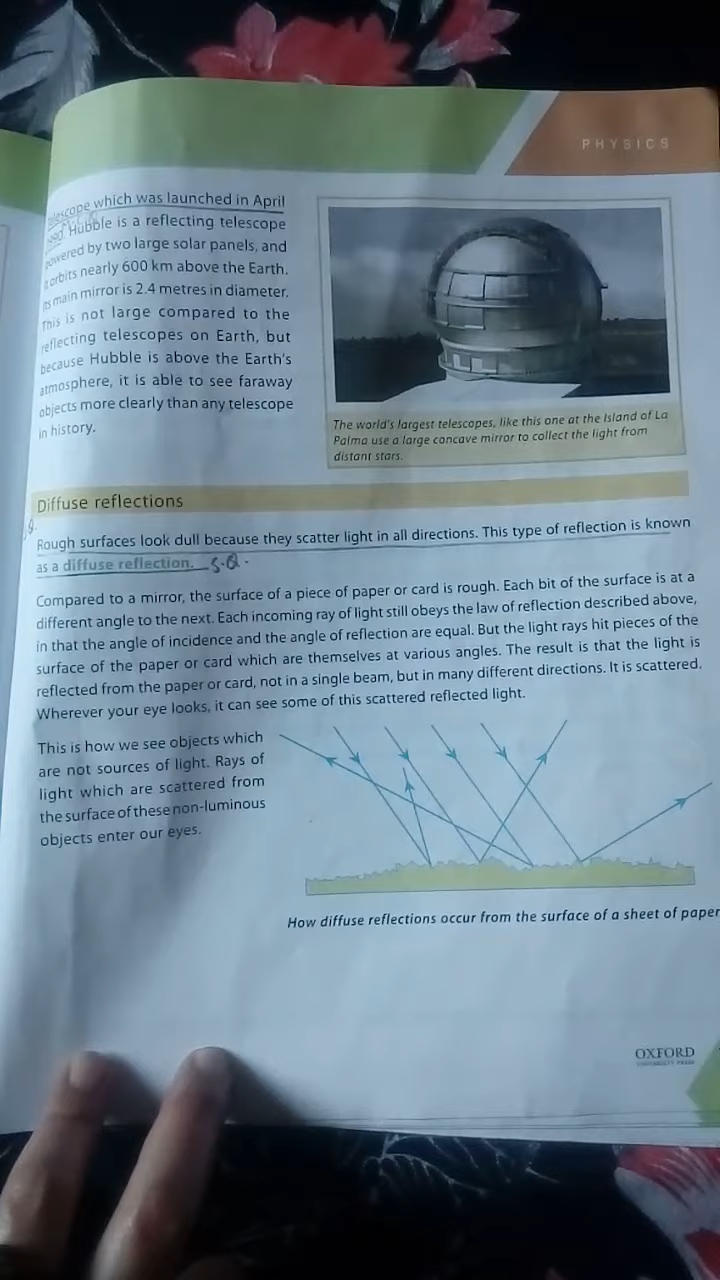 PHYSICS
telescope which was launched in April
1990. Hubble is a reflecting telescope
powered by two large solar panels, and
it orbits nearly 600 km above the Earth.
Its main mirror is 2.4 metres in diameter.
This is not large compared to the
reflecting telescopes on Earth, but
because Hubble is above the Earth's
atmosphere, it is able to see faraway
objects more clearly than any telescope
in history.
The world's largest telescopes, like this one at the Island of La
Palma use a large concave mirror to collect the light from
distant stars.
Diffuse reflections
Rough surfaces look dull because they scatter light in all directions. This type of reflection is known
as a diffuse reflection. S.Q.
Compared to a mirror, the surface of a piece of paper or card is rough. Each bit of the surface is at a
different angle to the next. Each incoming ray of light still obeys the law of reflection described above,
in that the angle of incidence and the angle of reflection are equal. But the light rays hit pieces of the
surface of the paper or card which are themselves at various angles. The result is that the light is
reflected from the paper or card, not in a single beam, but in many different directions. It is scattered.
Wherever your eye looks, it can see some of this scattered reflected light.
This is how we see objects which
are not sources of light. Rays of
light which are scattered from
the surface of these non-luminous
objects enter our eyes.
How diffuse reflections occur from the surface of a sheet of paper
OXFORD
UNIVERSITY PRESS